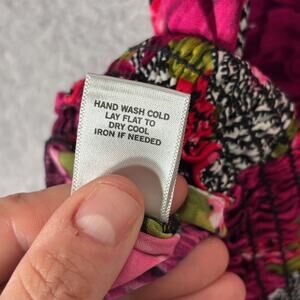 HAND WASH COLD
LAY FLAT TO
DRY COOL
IRON IF NEEDED